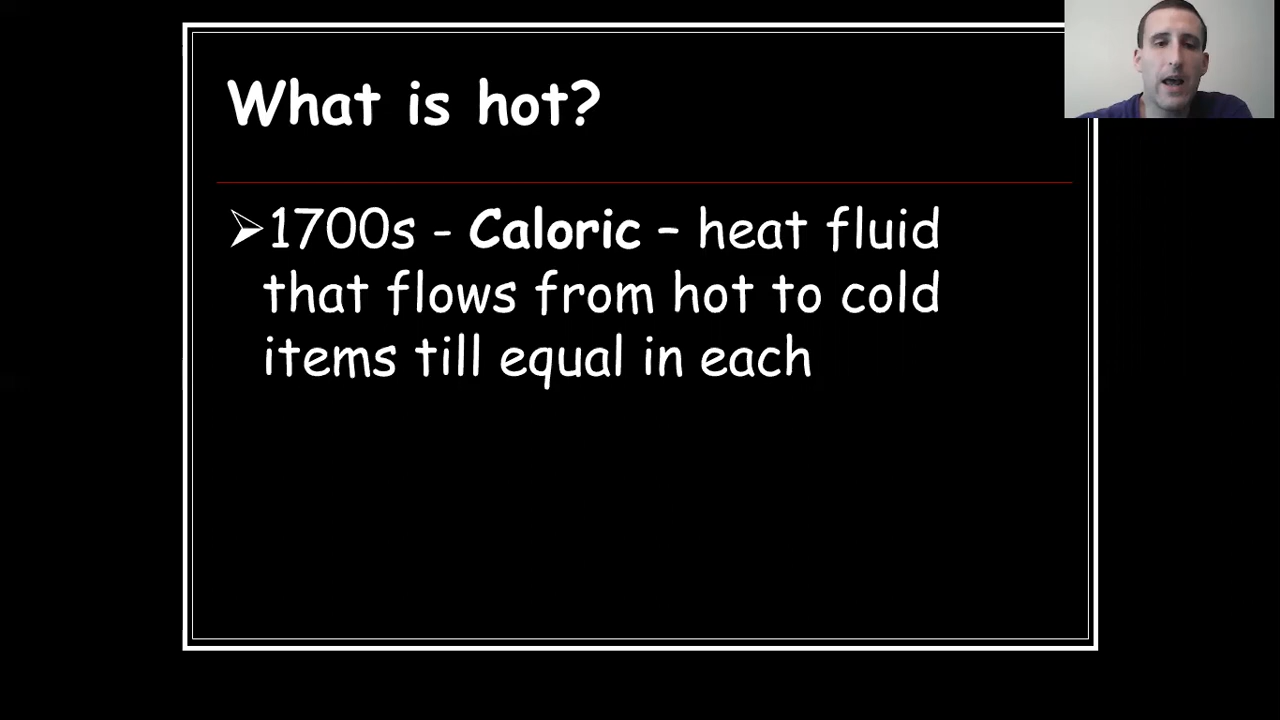 What is hot?
1700s - Caloric – heat fluid
that flows from hot to cold
items till equal in each